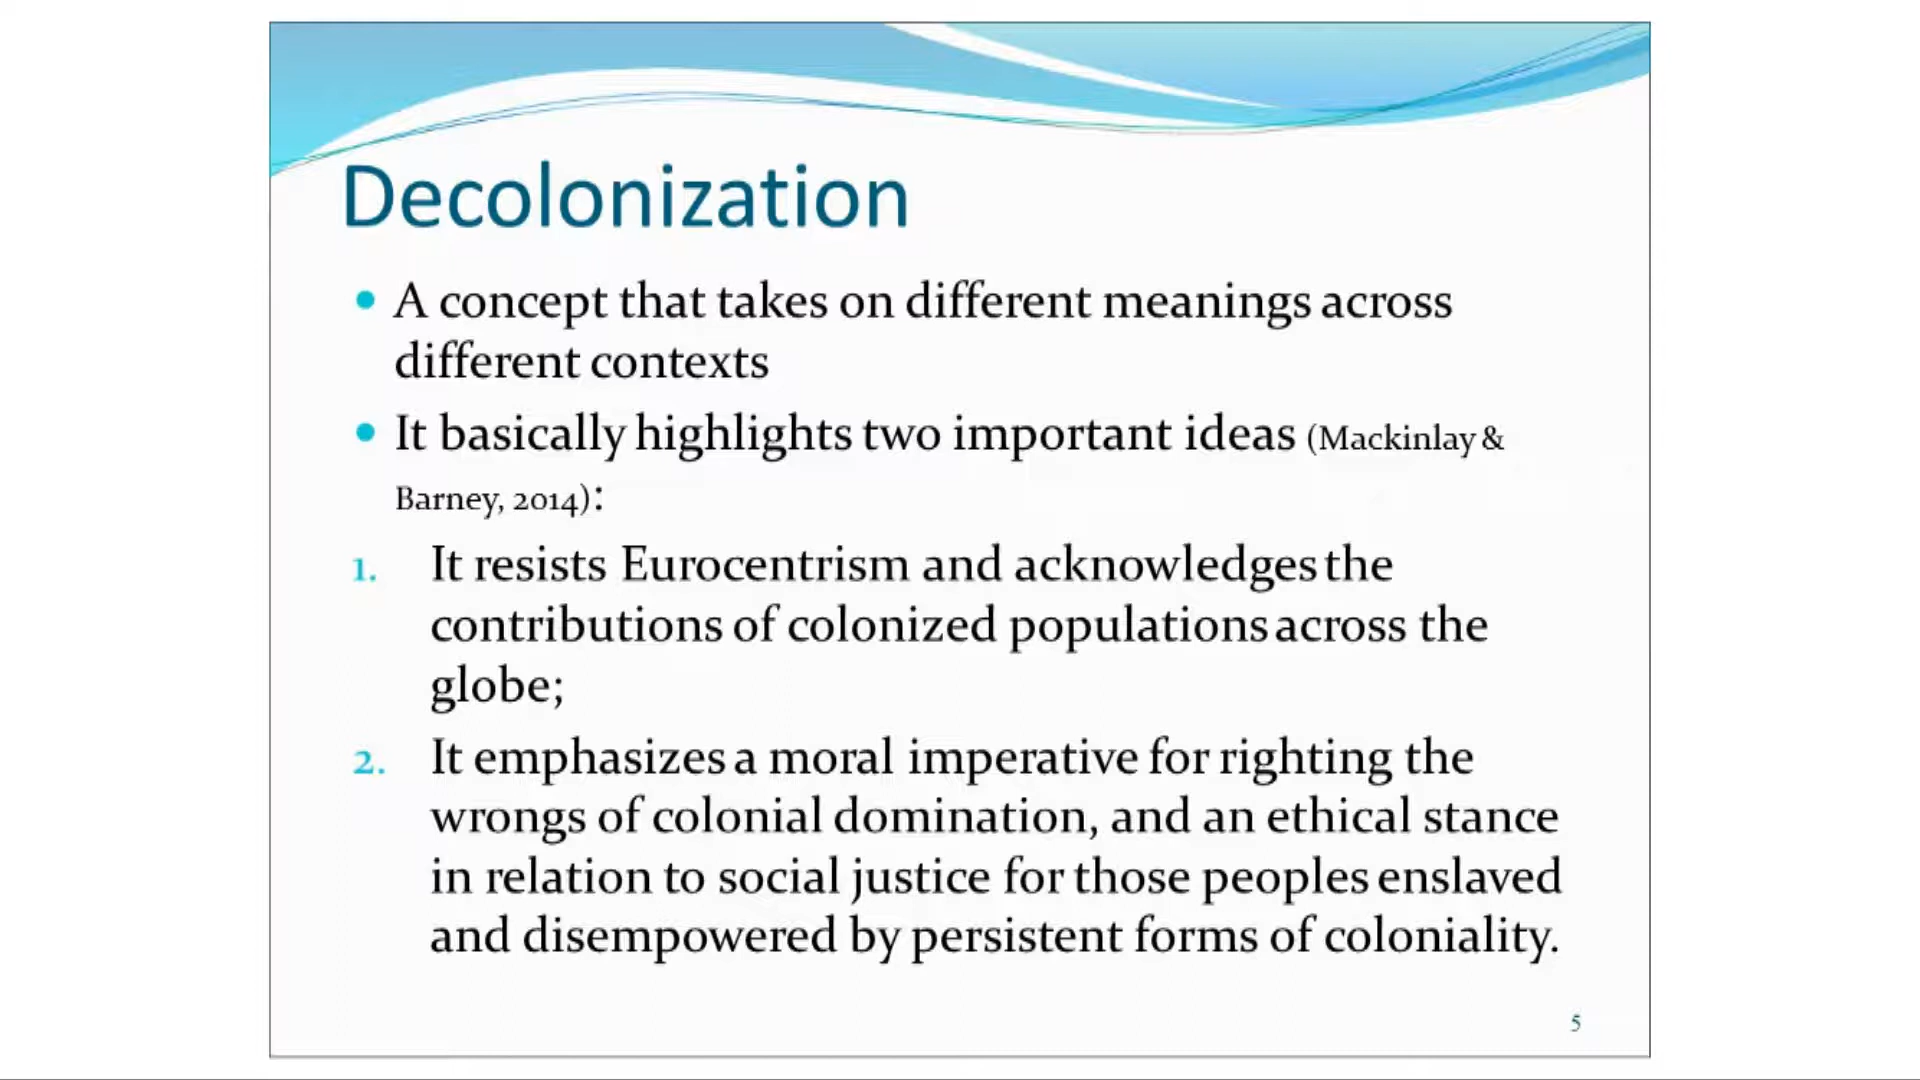 Decolonization
• A concept that takes on different meanings across
different contexts
• It basically highlights two important ideas (Mackinlay &
Barney, 2014):
1. It resists Eurocentrism and acknowledges the
contributions of colonized populations across the
globe;
2. It emphasizes a moral imperative for righting the
wrongs of colonial domination, and an ethical stance
in relation to social justice for those peoples enslaved
and disempowered by persistent forms of coloniality.
5